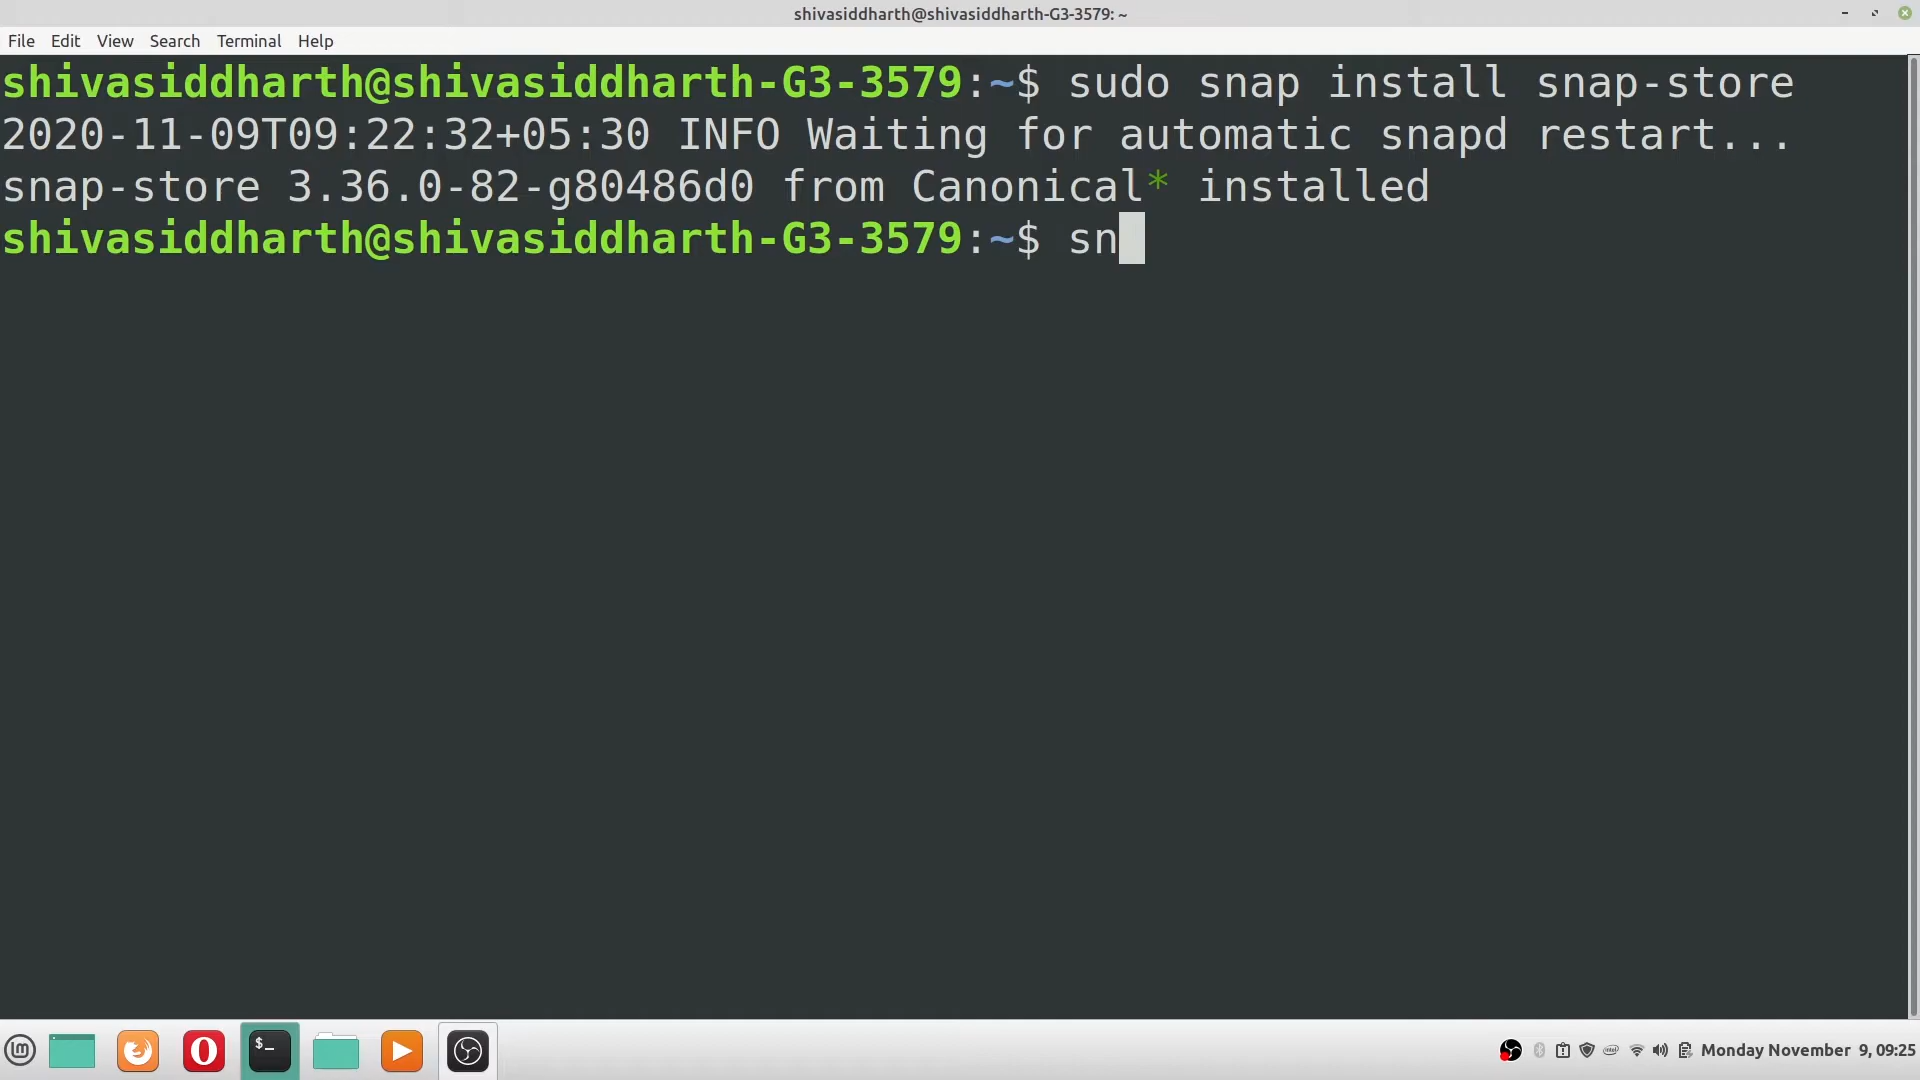 shivasiddharth@shivasiddharth-G3-3579: ~
File Edit View Search Terminal Help
shivasiddharth@shivasiddharth-G3-3579:~$ sudo snap install snap-store
2020-11-09T09:22:32+05:30 INFO Waiting for automatic snapd restart...
snap-store 3.36.0-82-g80486d0 from Canonical* installed
shivasiddharth@shivasiddharth-G3-3579:~$ sn
$_
Monday November 9, 09:25